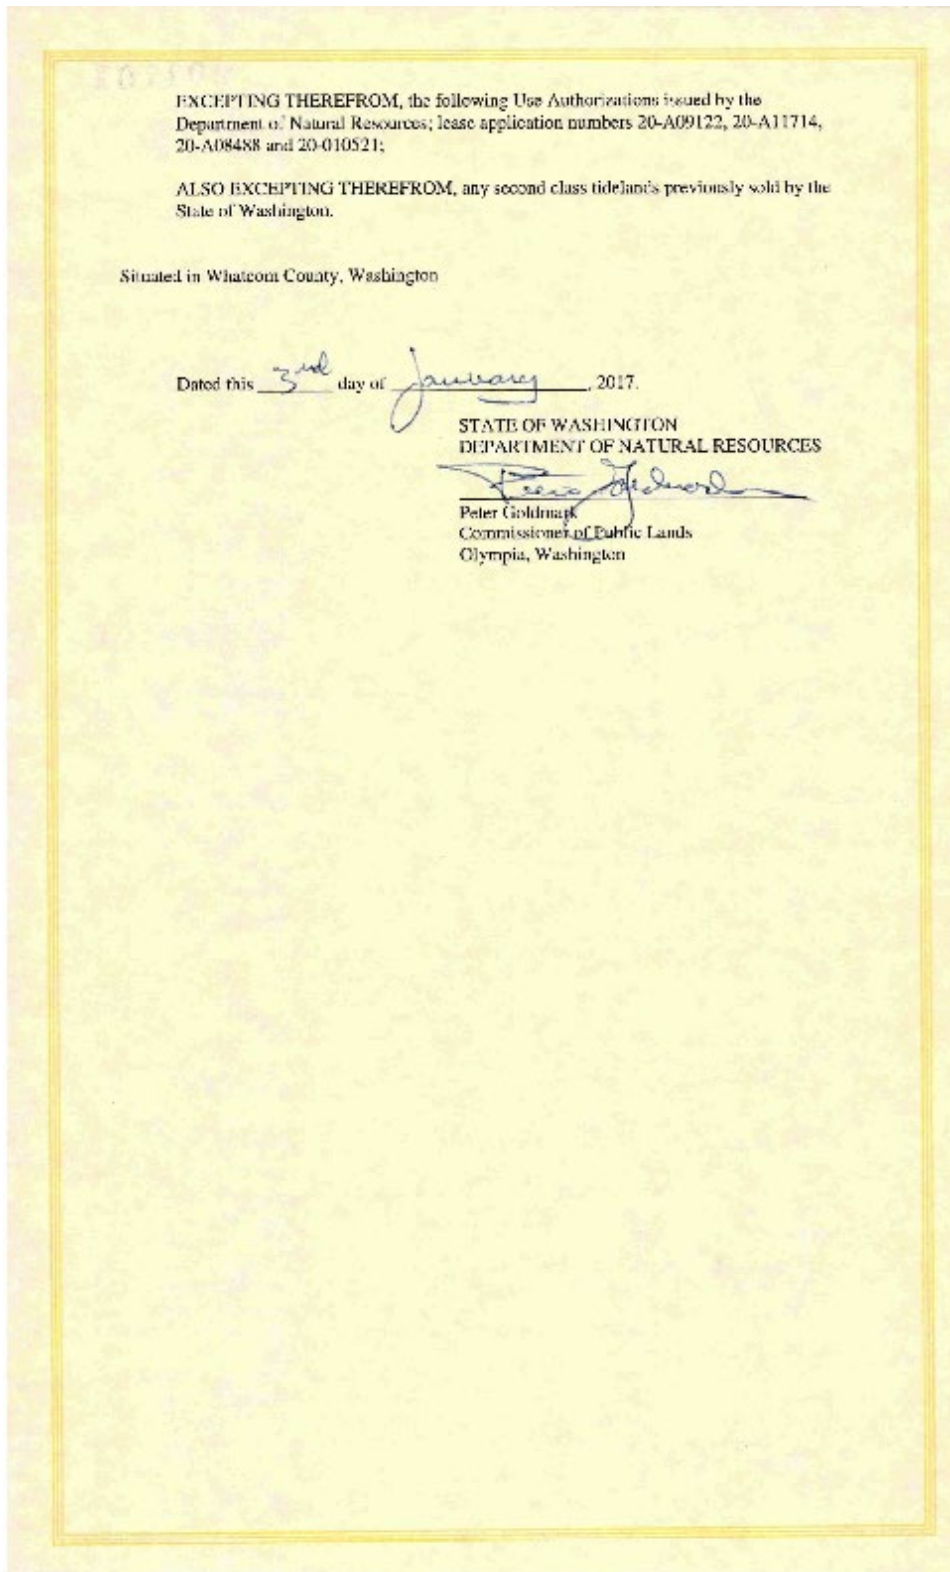 EXCEPTING THEREFROM, the following Use Authorizations issued by the
Department of Natural Resources; lease application numbers 20-A09122, 20-A11714,
20-A08488 and 20-010521;
ALSO EXCEPTING THEREFROM, any second class tidelands previously sold by the
State of Washington.
Situated in Whatcom County, Washington
Dated this 3rd day of January, 2017.
STATE OF WASHINGTON
DEPARTMENT OF NATURAL RESOURCES
Peter Goldmark
Commissioner of Public Lands
Olympia, Washington